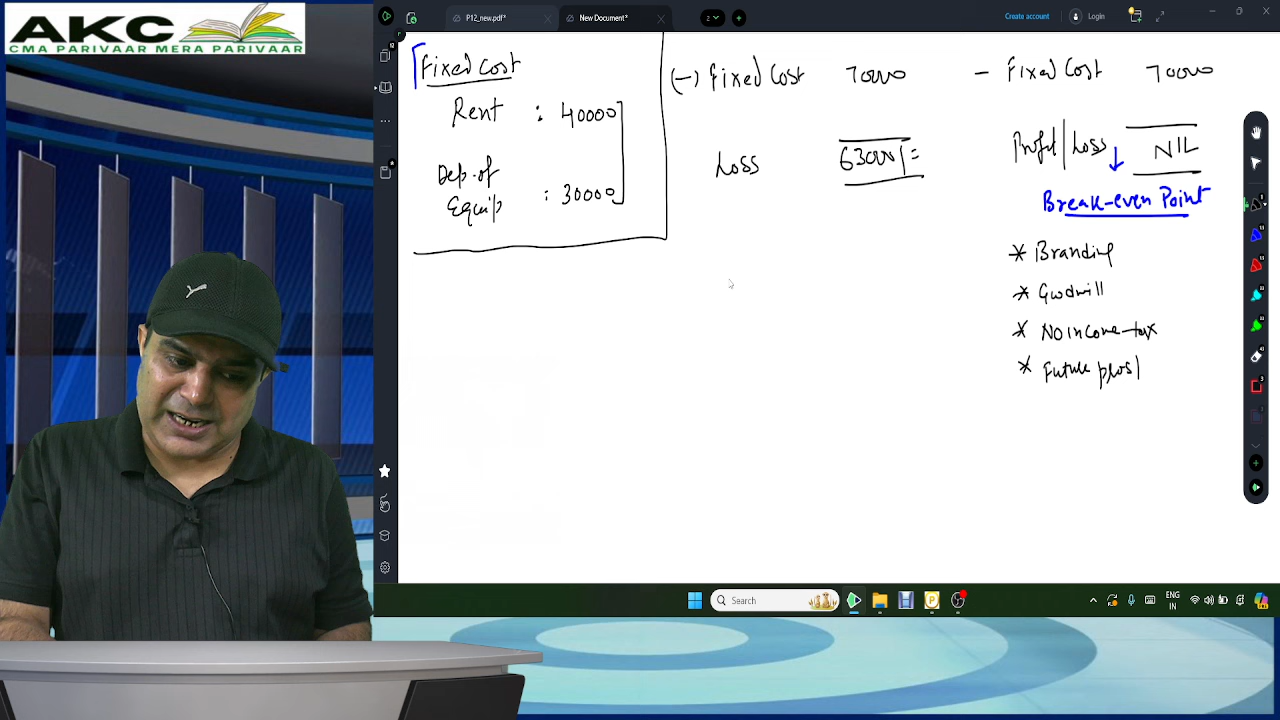 AKC
CMA PARIVAAR MERA PARIVAAR
P12_new.pdf*
New Document*
Create account
Login
Fixed Cost
Rent : 40000
Dep. of
Equip : 30000
(-) Fixed Cost 70000
Loss 63000/=
- Fixed Cost 70000
Profit | Loss NIL
Break-even Point
* Branding
* Goodwill
* No income-tax
* Future
Search
ENG
IN